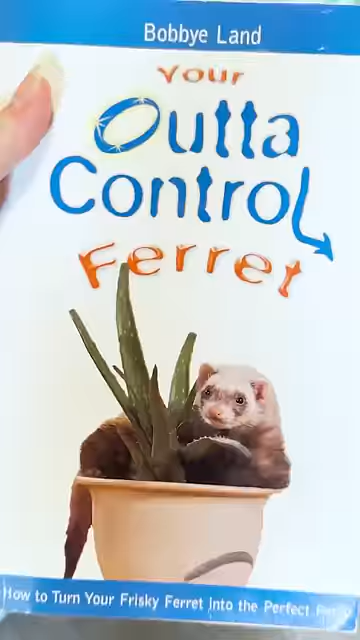 Bobbye Land
Your
Outta
Control
Ferret
How to Turn Your Frisky Ferret Into the Perfect